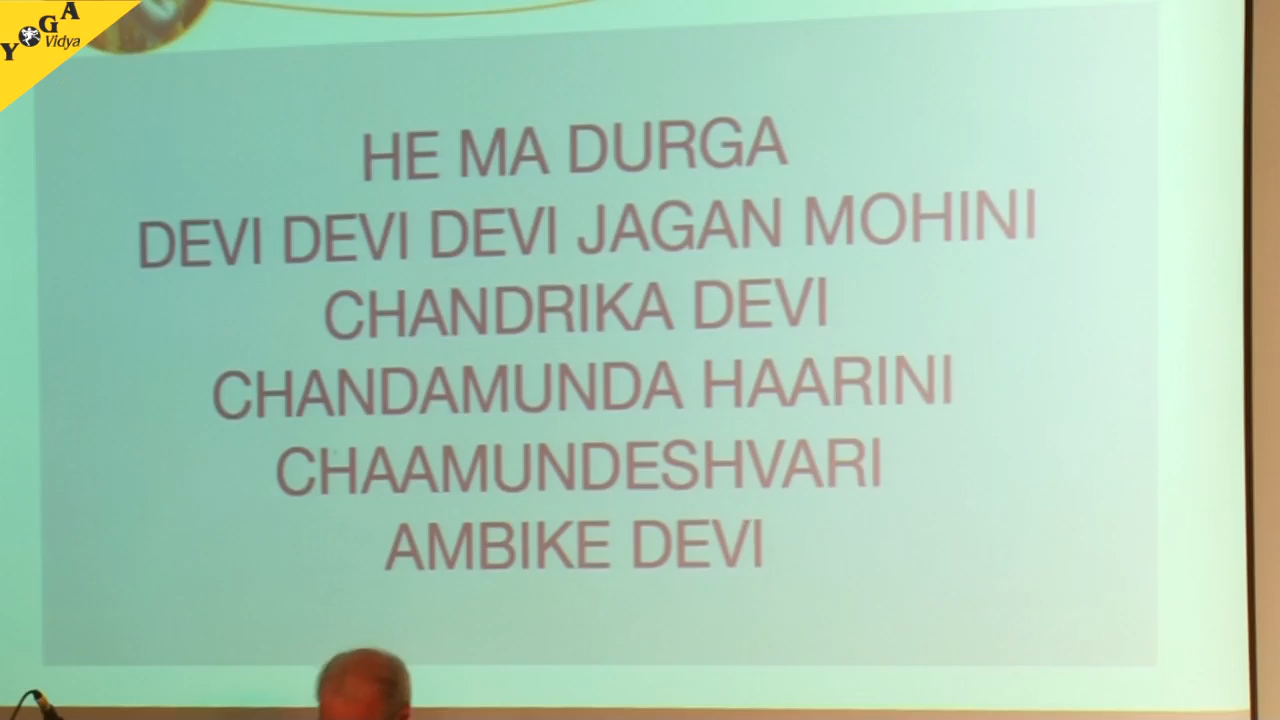 YOGA
Vidya
HE MA DURGA
DEVI DEVI DEVI JAGAN MOHINI
CHANDRIKA DEVI
CHANDAMUNDA HAARINI
CHAAMUNDESHVARI
AMBIKE DEVI